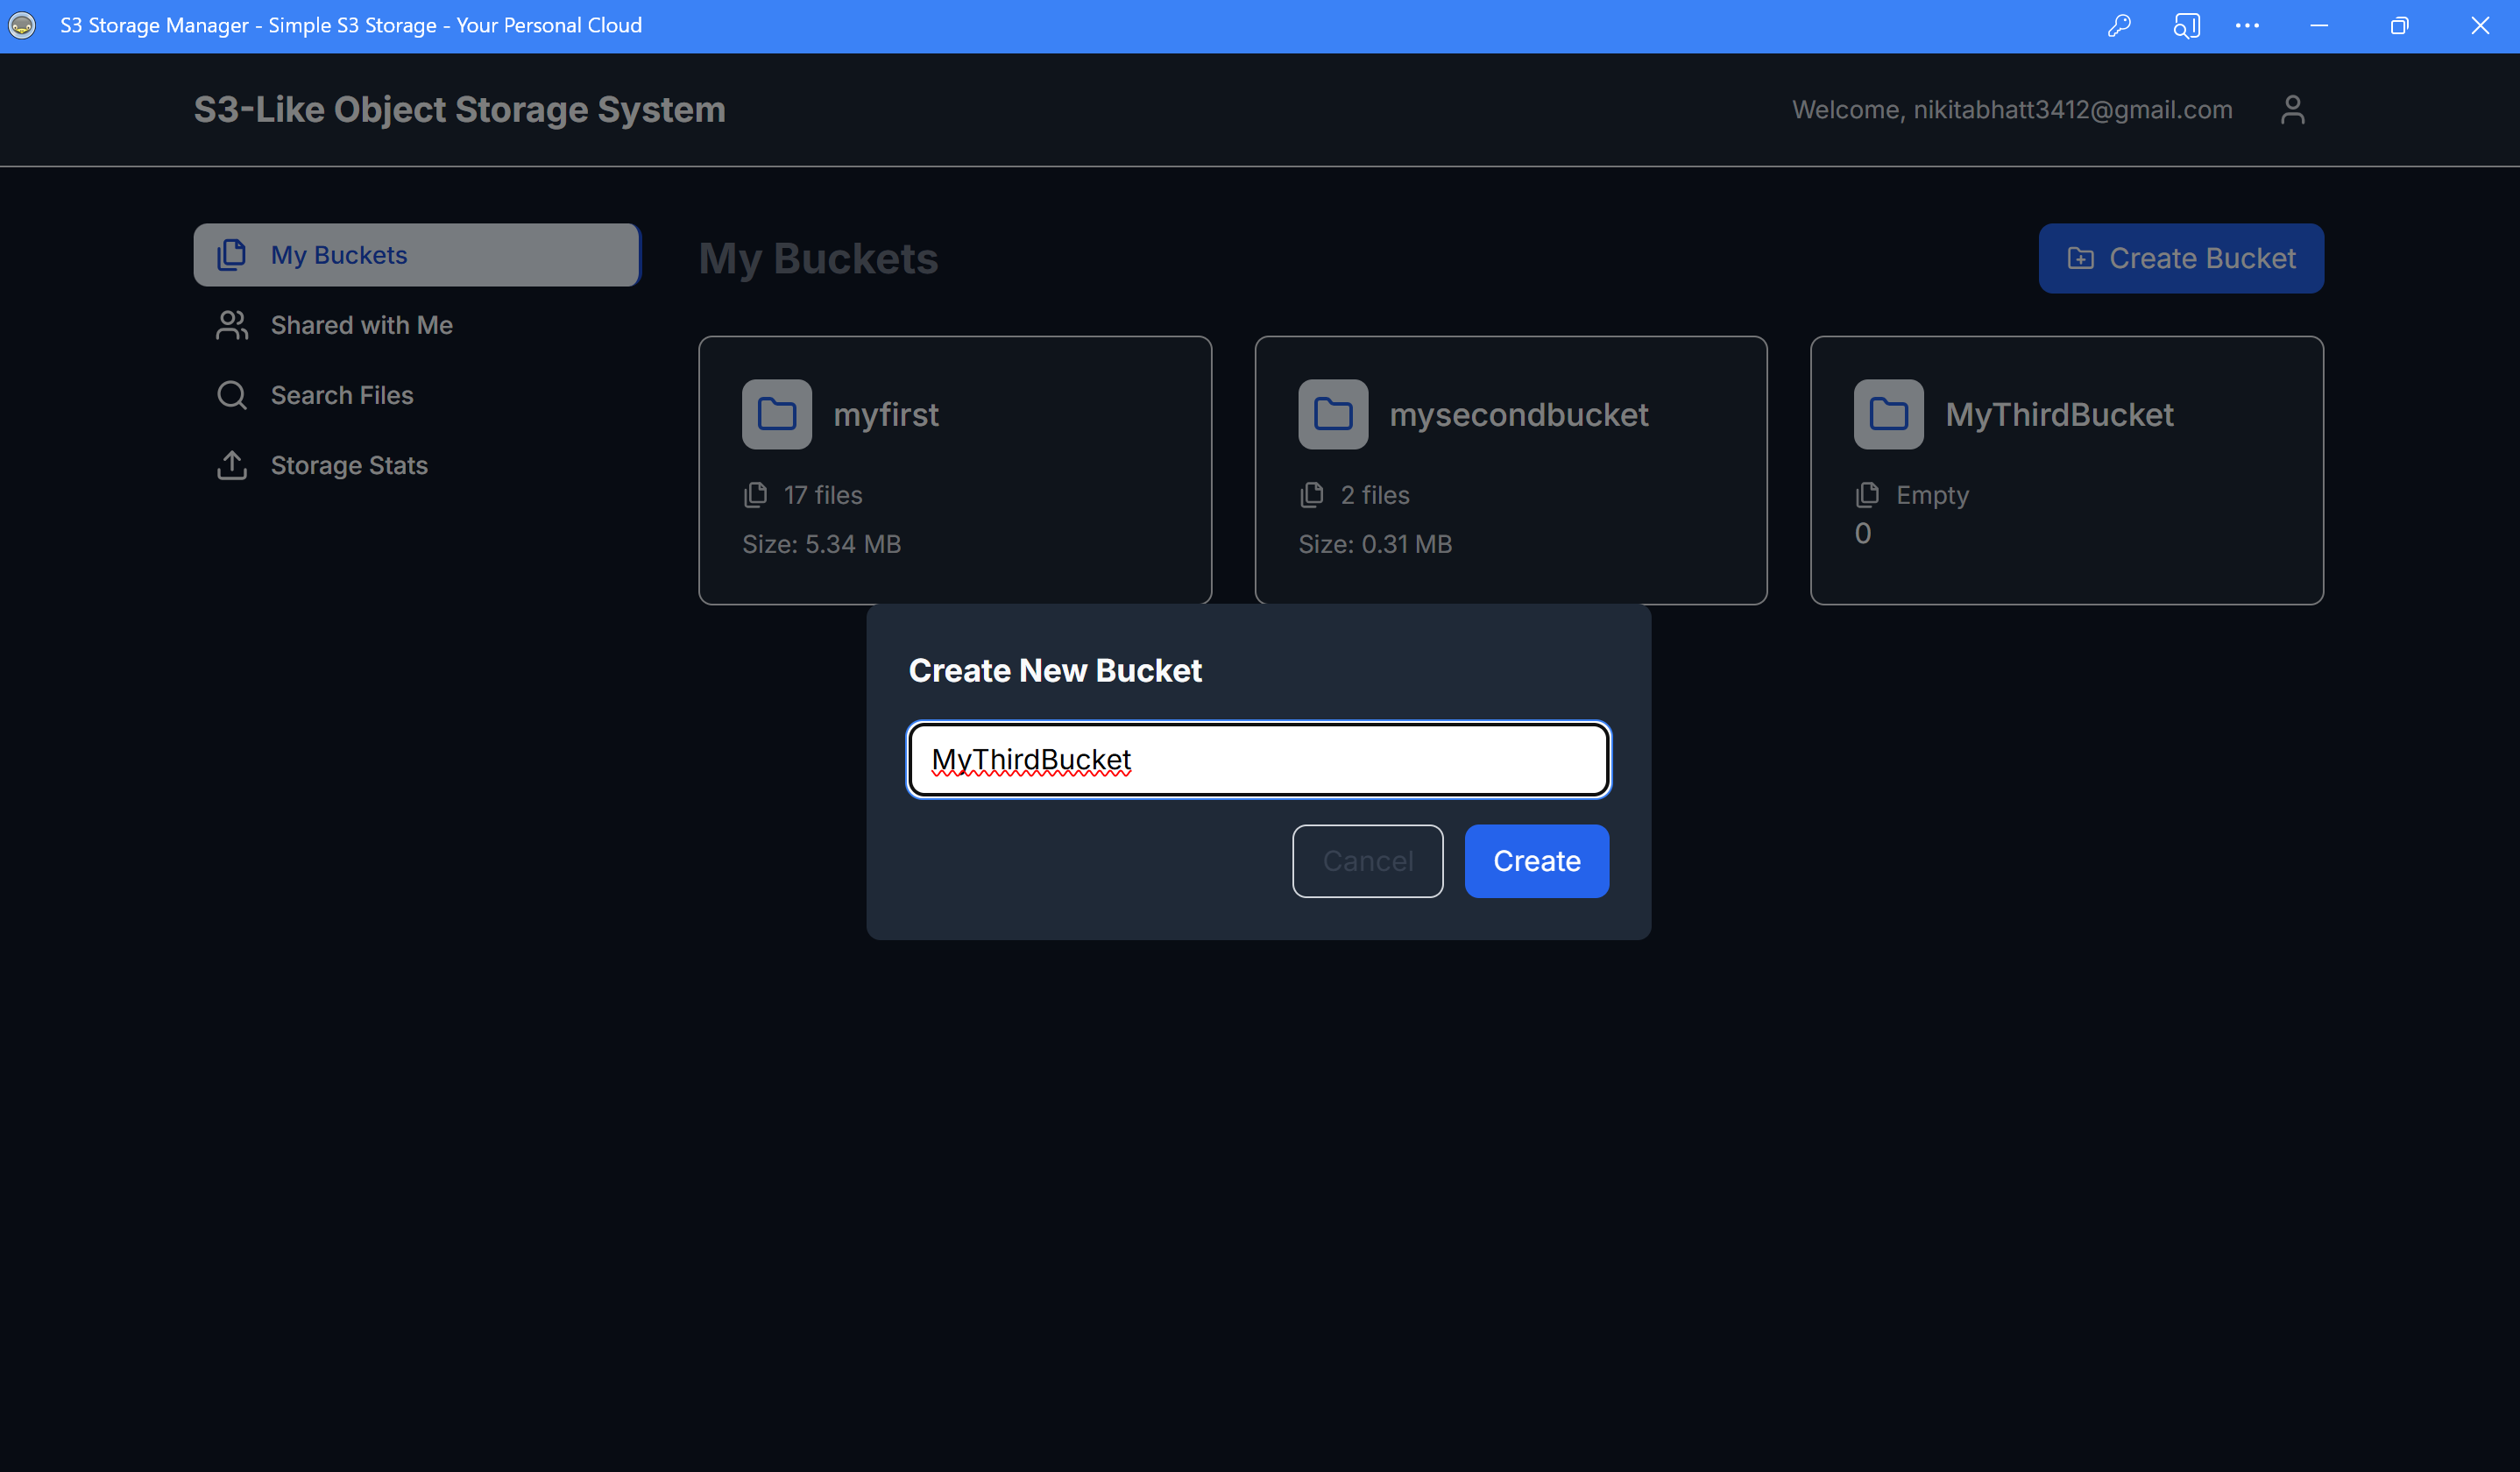 S3 Storage Manager - Simple S3 Storage - Your Personal Cloud
S3-Like Object Storage System
Welcome, nikitabhatt3412@gmail.com
My Buckets
Shared with Me
Search Files
Storage Stats
My Buckets
Create Bucket
myfirst
17 files
Size: 5.34 MB
mysecondbucket
2 files
Size: 0.31 MB
MyThirdBucket
Empty
0
Create New Bucket
MyThirdBucket
Cancel
Create